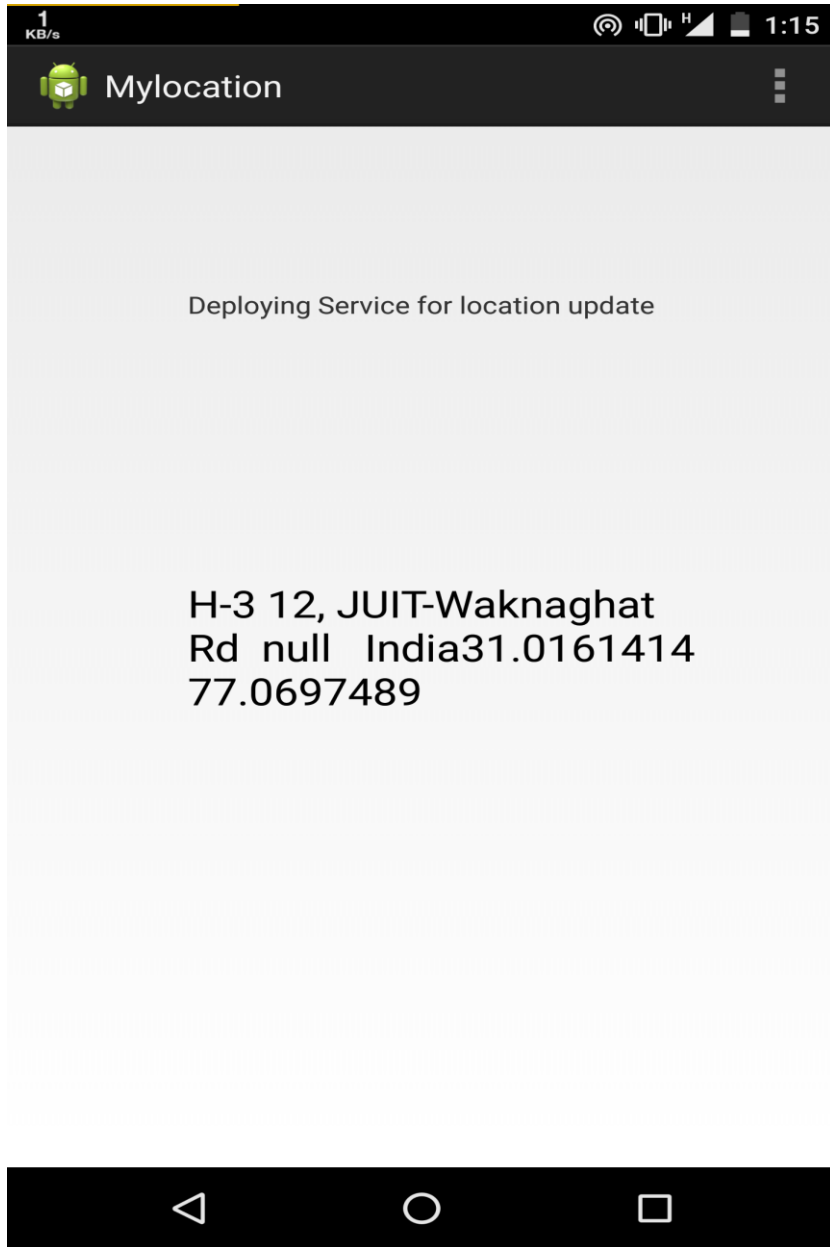 1
KB/s
H
1:15
Mylocation
Deploying Service for location update
H-3 12, JUIT-Waknaghat
Rd  null   India31.0161414
77.0697489